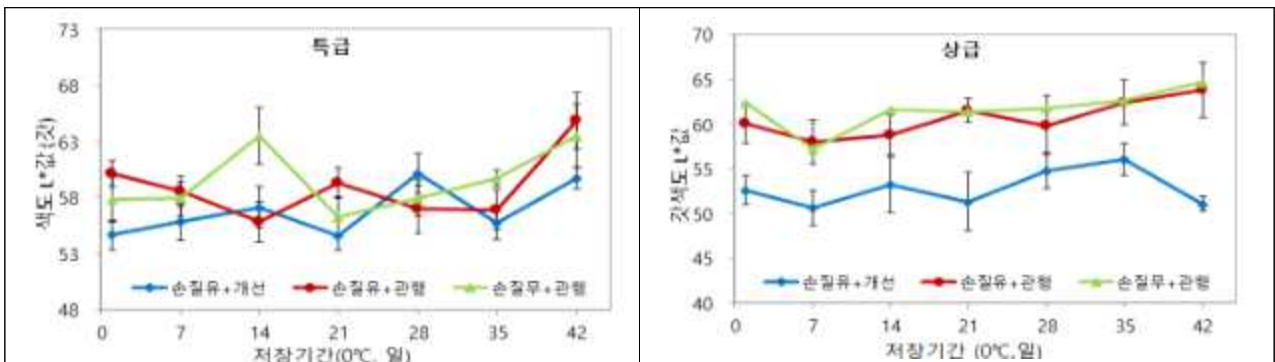 특급
73
68
63
58
53
48
색도 L*값(갓)
손질유+개선
손질유+관행
손질무+관행
0 7 14 21 28 35 42
저장기간(0℃, 일)
상급
70
65
60
55
50
45
40
갓색도 L*값
손질유+개선
손질유+관행
손질무+관행
0 7 14 21 28 35 42
저장기간 (0℃,일)